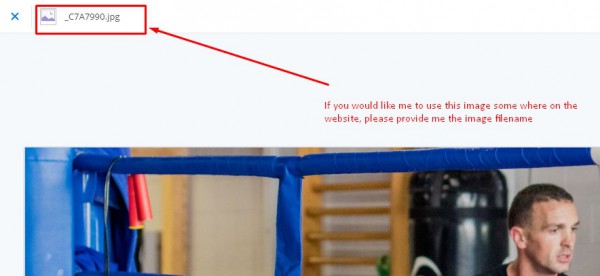 _C7A7990.jpg
If you would like me to use this image some where on the
website, please provide me the image filename